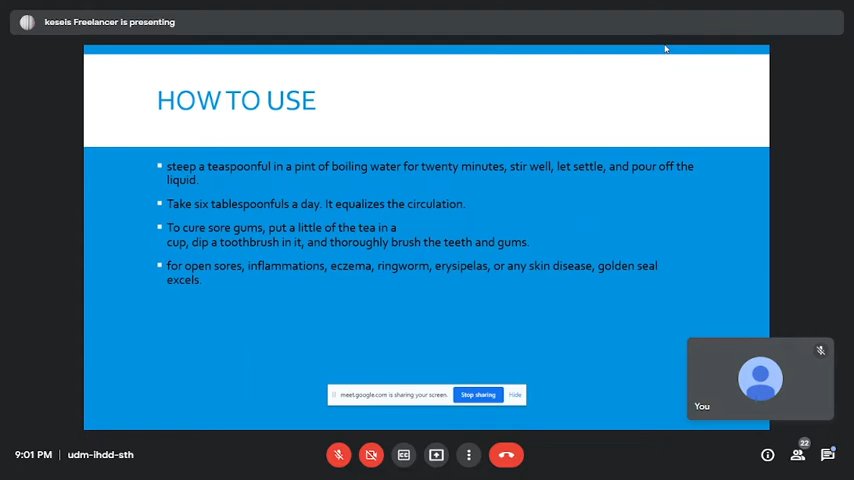 keseis Freelancer is presenting
HOW TO USE
steep a teaspoonful in a pint of boiling water for twenty minutes, stir well, let settle, and pour off the
liquid.
Take six tablespoonfuls a day. It equalizes the circulation.
To cure sore gums, put a little of the tea in a
cup, dip a toothbrush in it, and thoroughly brush the teeth and gums.
for open sores, inflammations, eczema, ringworm, erysipelas, or any skin disease, golden seal
excels.
meet.google.com is sharing your screen. Stop sharing Hide
You
9:01 PM | udm-ihdd-sth
22